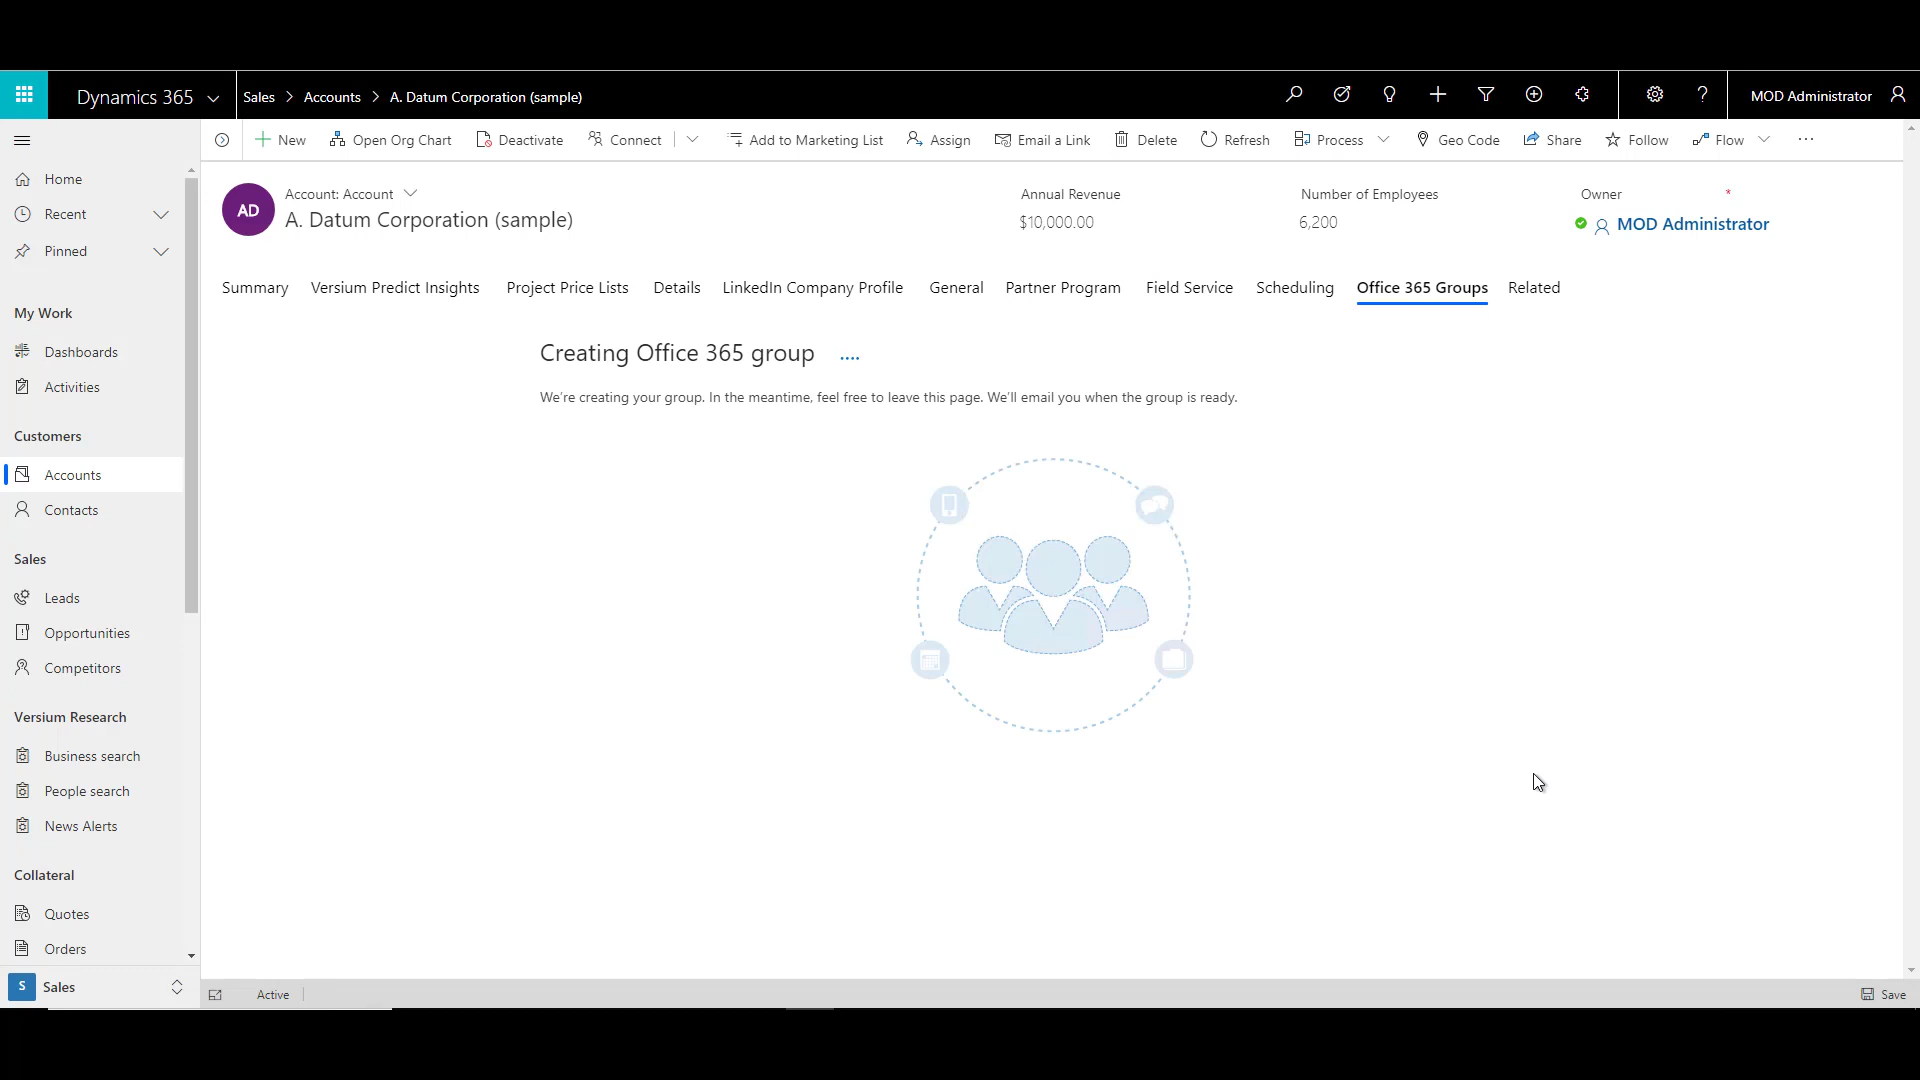 Dynamics 365
Sales > Accounts > A. Datum Corporation (sample)
MOD Administrator
New
Open Org Chart
Deactivate
Connect
Add to Marketing List
Assign
Email a Link
Delete
Refresh
Process
Geo Code
Share
Follow
Flow
Home
Recent
Pinned
My Work
Dashboards
Activities
Customers
Accounts
Contacts
Sales
Leads
Opportunities
Competitors
Versium Research
Business search
People search
News Alerts
Collateral
Quotes
Orders
S Sales
AD
Account: Account
A. Datum Corporation (sample)
Annual Revenue
$10,000.00
Number of Employees
6,200
Owner *
MOD Administrator
Summary
Versium Predict Insights
Project Price Lists
Details
LinkedIn Company Profile
General
Partner Program
Field Service
Scheduling
Office 365 Groups
Related
Creating Office 365 group ....
We're creating your group. In the meantime, feel free to leave this page. We'll email you when the group is ready.
Active
Save